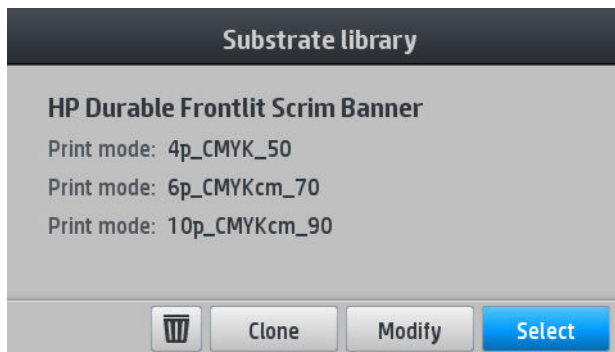 Substrate library
HP Durable Frontlit Scrim Banner
Print mode: 4p_CMYK_50
Print mode: 6p_CMYKcm_70
Print mode: 10p_CMYKcm_90
Clone Modify Select